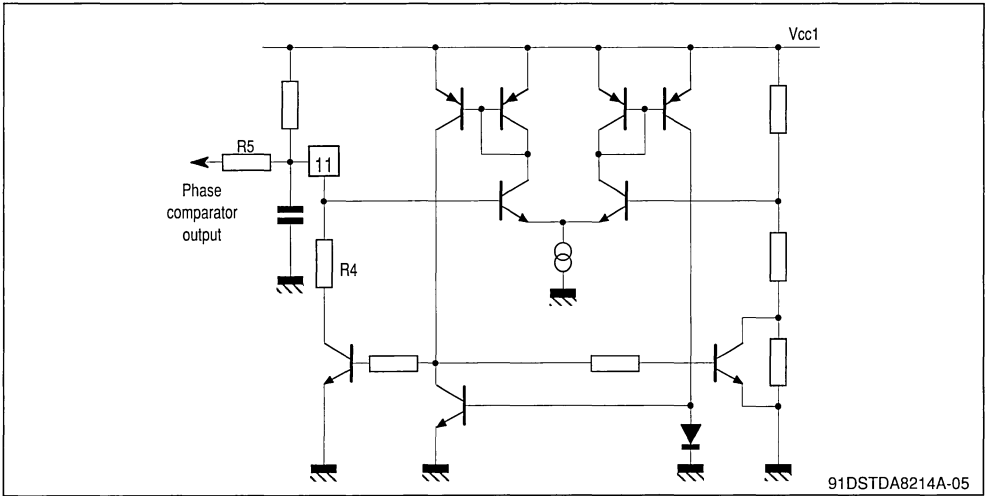 Vcc1
R5
11
Phase
comparator
output
R4
91DSTDA8214A-05